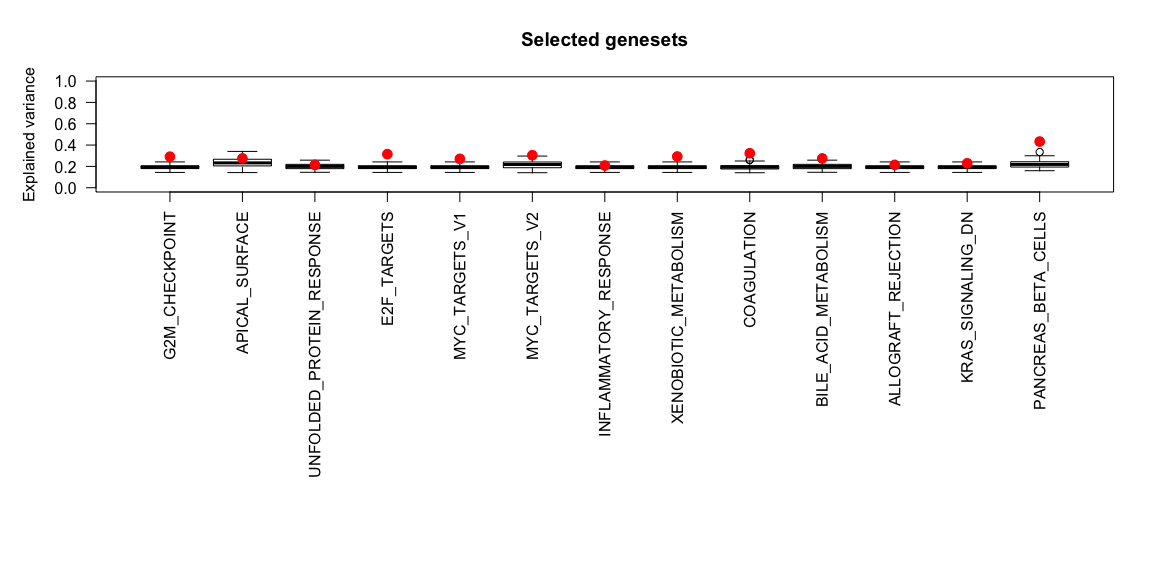 Selected genesets
Explained variance
1.0
0.8
0.6
0.4
0.2
0.0
G2M_CHECKPOINT
APICAL_SURFACE
UNFOLDED_PROTEIN_RESPONSE
E2F_TARGETS
MYC_TARGETS_V1
MYC_TARGETS_V2
INFLAMMATORY_RESPONSE
XENOBIOTIC_METABOLISM
COAGULATION
BILE_ACID_METABOLISM
ALLOGRAFT_REJECTION
KRAS_SIGNALING_DN
PANCREAS_BETA_CELLS